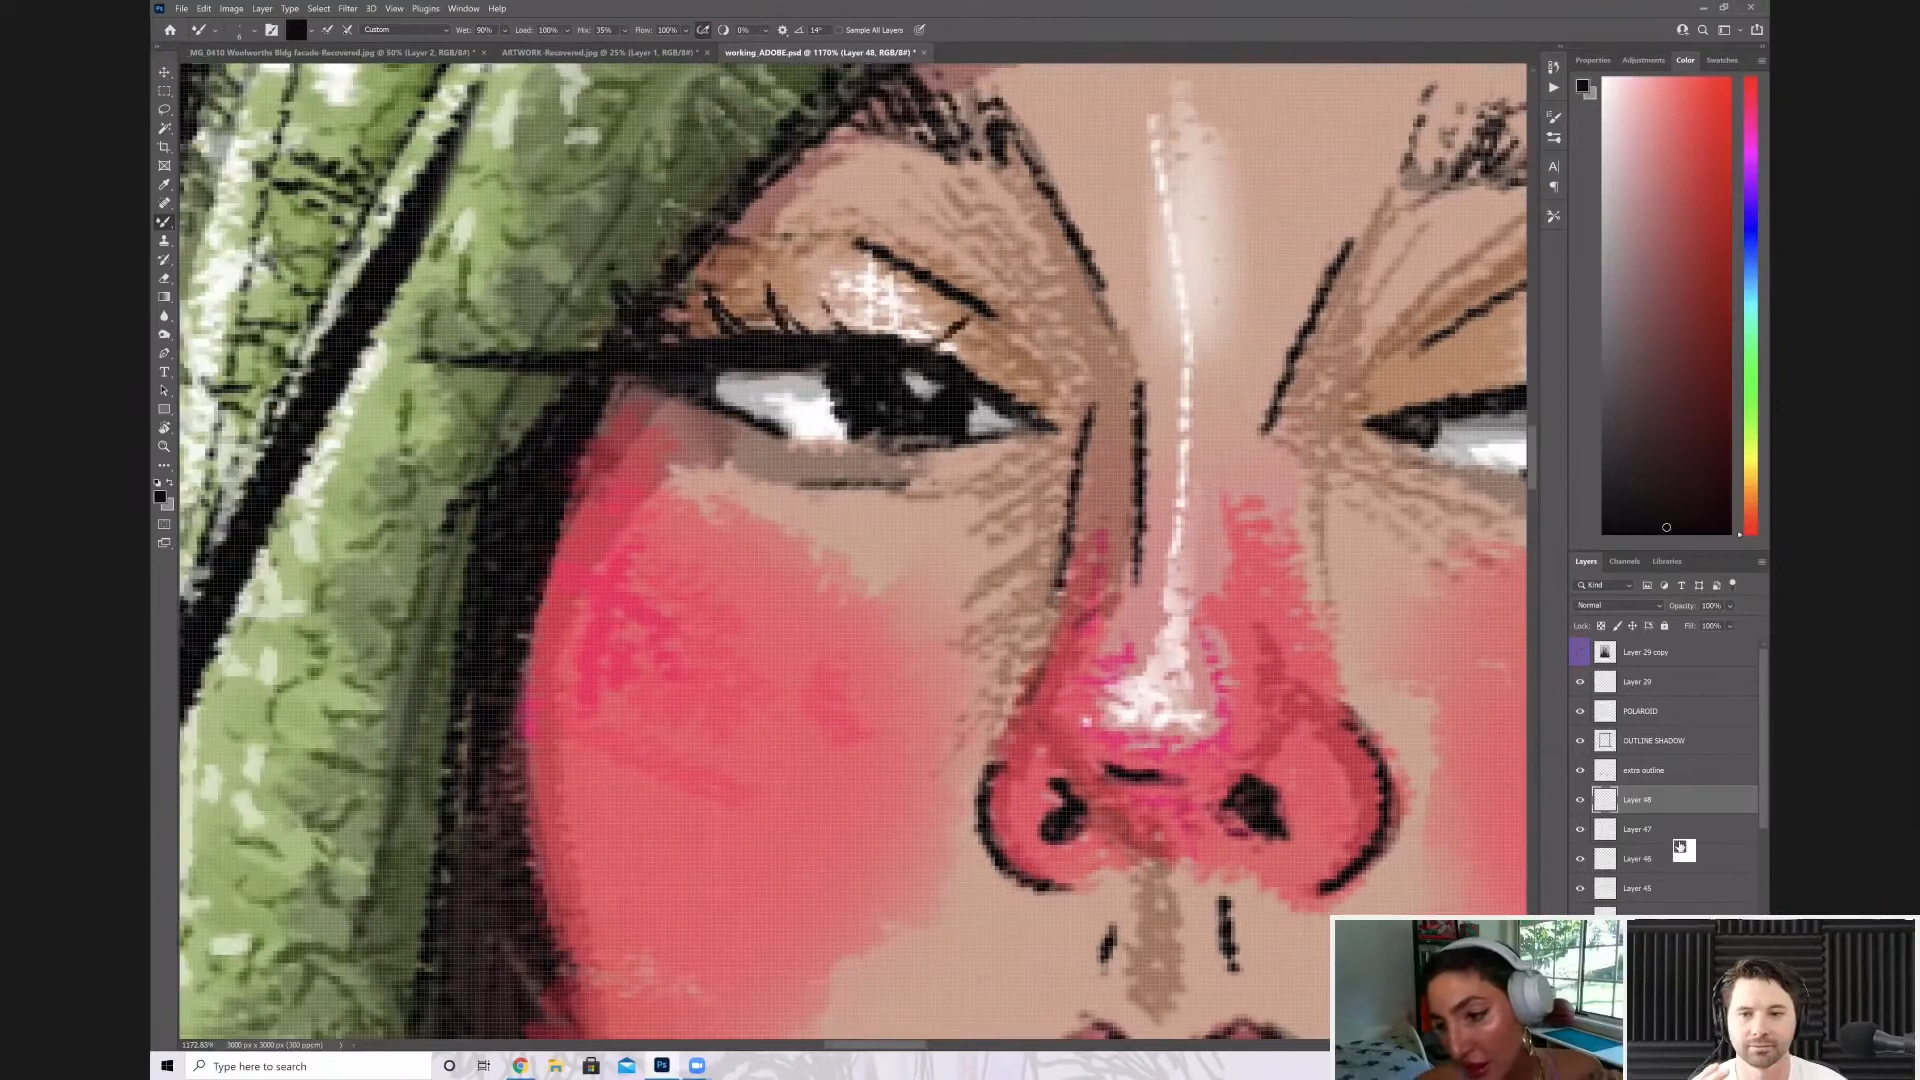 File Edit Image Layer Type Select Filter 3D View Plugins Window Help
6 Custom Wet: 90% Load: 100% Mix: 35% Flow: 100% 0% 14° Sample All Layers
MG_0410 Woolworths Bldg facade-Recovered.jpg @ 50% (Layer 2, RGB/8#) * × ARTWORK-Recovered.jpg @ 25% (Layer 1, RGB/8#) * × working_ADOBE.psd @ 1170% (Layer 48, RGB/8#) * ×
Properties Adjustments Color Swatches
Layers Channels Libraries
Kind
Normal Opacity: 100%
Lock: Fill: 100%
Layer 29 copy
Layer 29
POLAROID
OUTLINE SHADOW
extra outline
Layer 48
Layer 47
Layer 46
Layer 45
1172.83% 3000 px x 3000 px (300 ppcm)
Type here to search